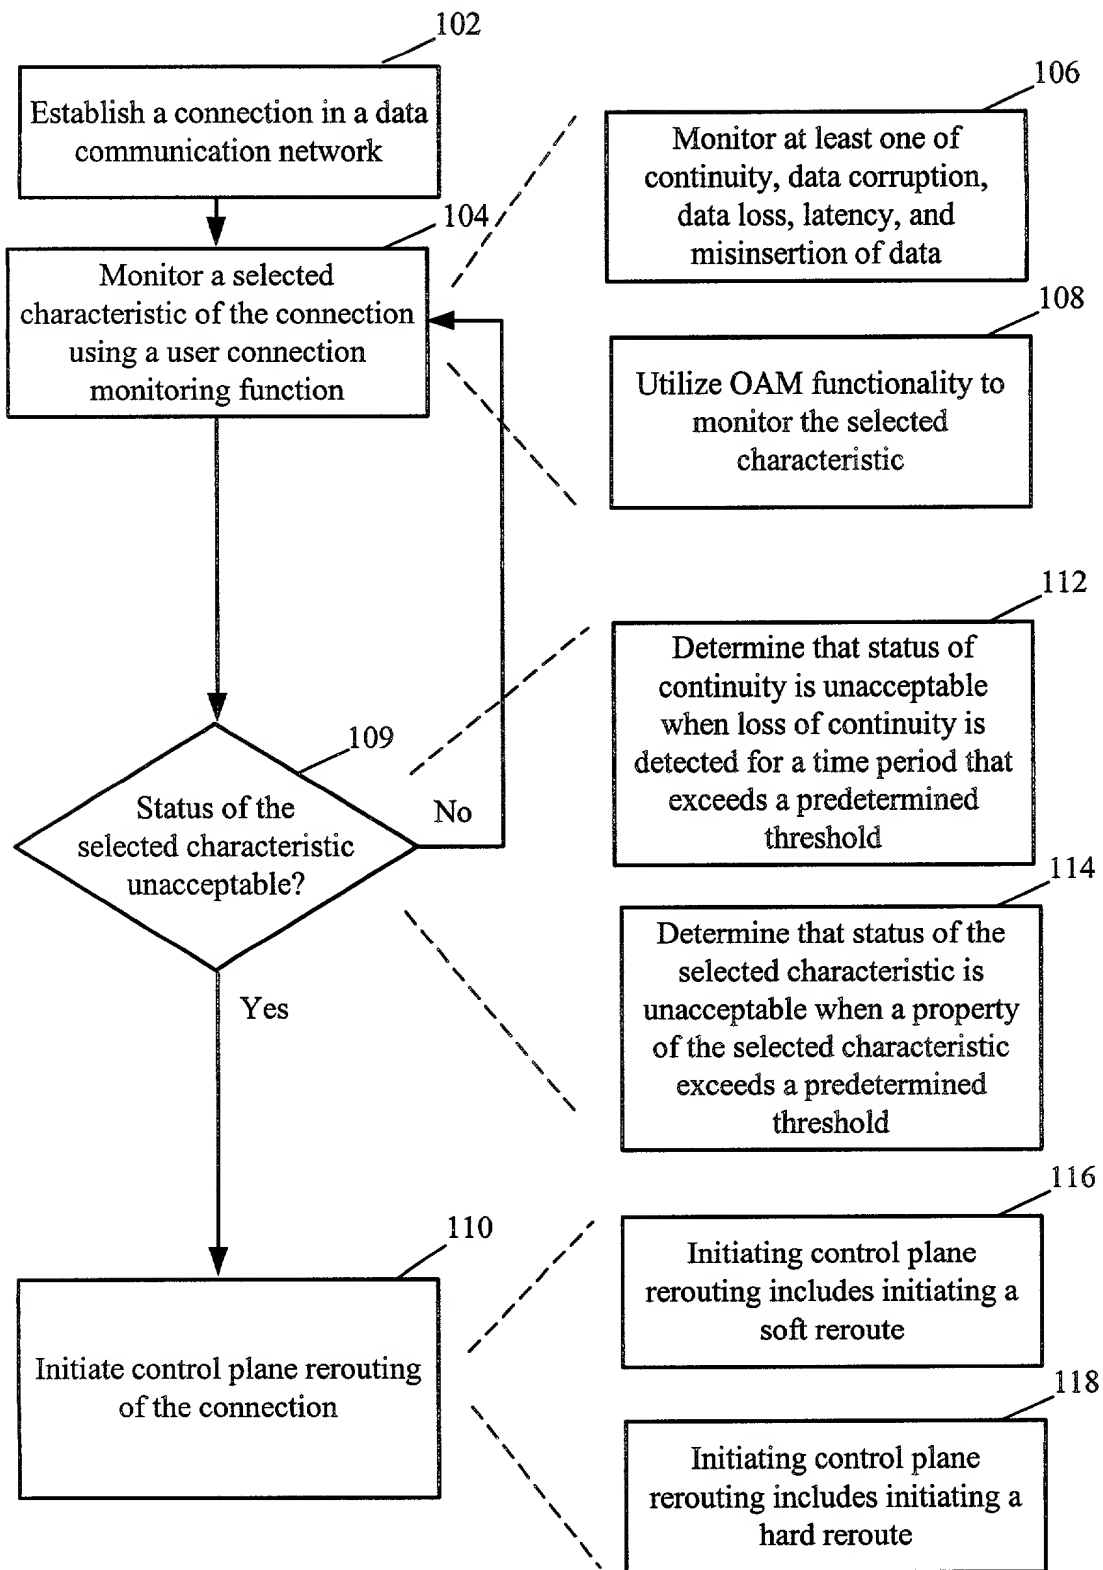 102
Establish a connection in a data
communication network
104
Monitor a selected
characteristic of the connection
using a user connection
monitoring function
106
Monitor at least one of
continuity, data corruption,
data loss, latency, and
misinsertion of data
108
Utilize OAM functionality to
monitor the selected
characteristic
109
Status of the
selected characteristic
unacceptable?
No
Yes
112
Determine that status of
continuity is unacceptable
when loss of continuity is
detected for a time period that
exceeds a predetermined
threshold
114
Determine that status of the
selected characteristic is
unacceptable when a property
of the selected characteristic
exceeds a predetermined
threshold
110
Initiate control plane rerouting
of the connection
116
Initiating control plane
rerouting includes initiating a
soft reroute
118
Initiating control plane
rerouting includes initiating a
hard reroute